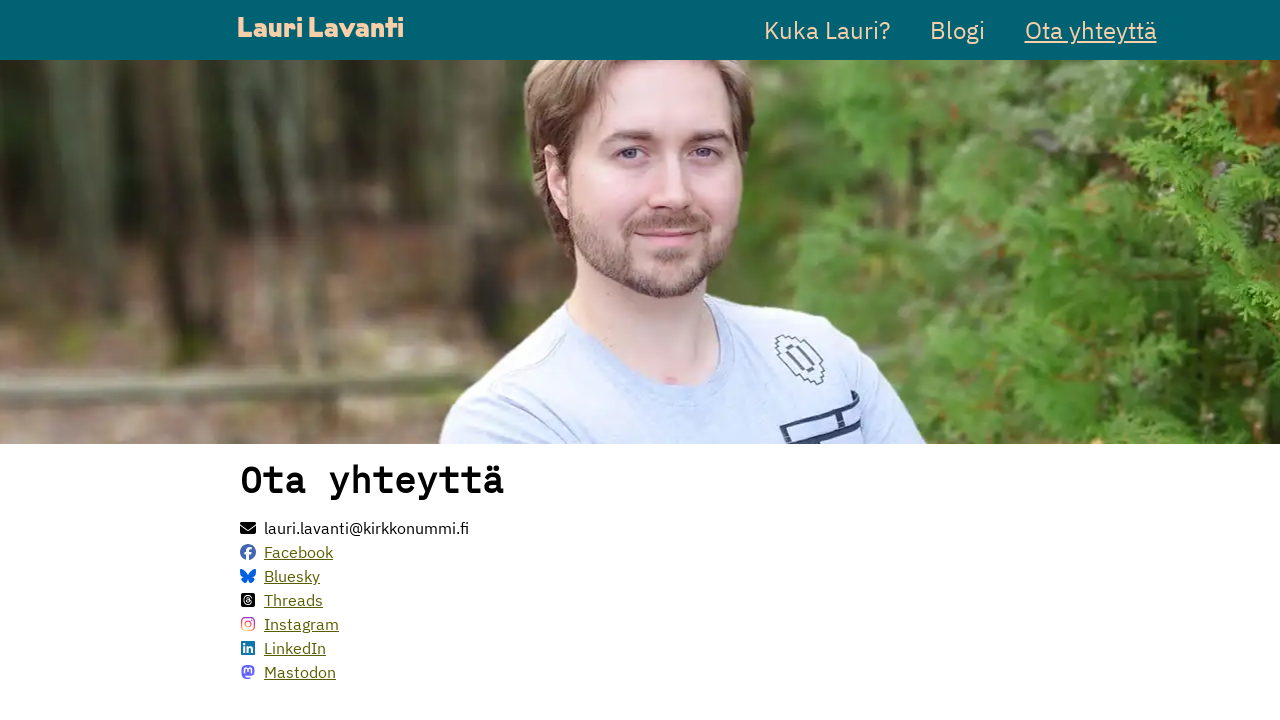 Lauri Lavanti
Kuka Lauri?
Blogi
Ota yhteyttä
Ota yhteyttä
lauri.lavanti@kirkkonummi.fi
Facebook
Bluesky
Threads
Instagram
LinkedIn
Mastodon